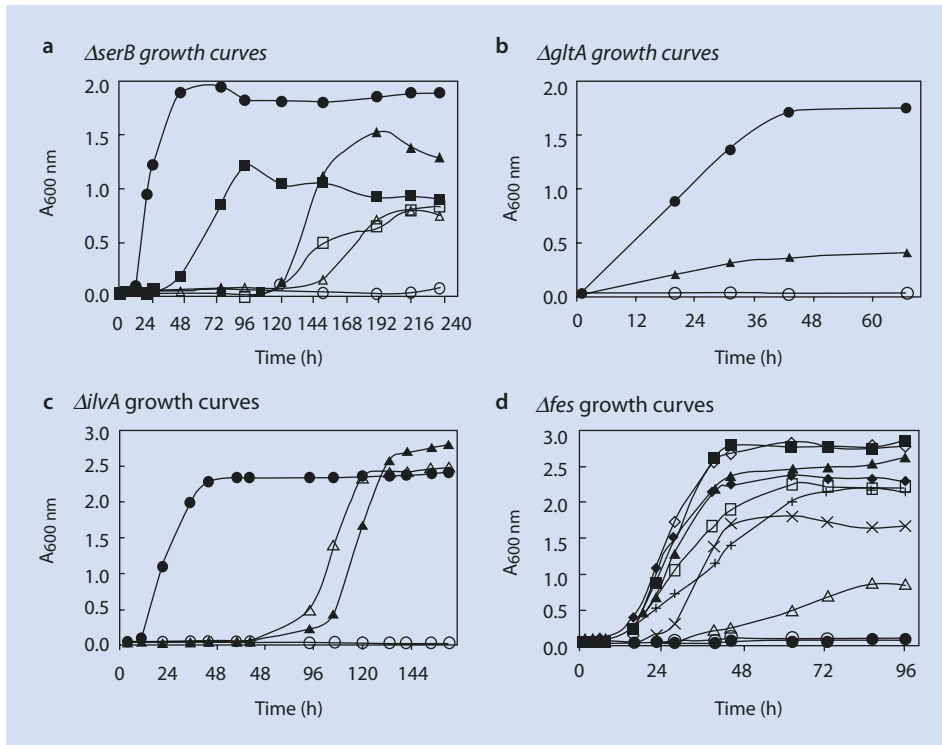 a ΔserB growth curves
2.0
1.5
1.0
0.5
0.0
A600 nm
0 24 48 72 96 120 144 168 192 216 240
Time (h)
b ΔgltA growth curves
2.0
1.5
1.0
0.5
0.0
A600 nm
0 12 24 36 48 60
Time (h)
c ΔilvA growth curves
3.0
2.5
2.0
1.5
1.0
0.5
0.0
A600 nm
0 24 48 48 96 120 144
Time (h)
d Δfes growth curves
3.0
2.5
2.0
1.5
1.0
0.5
0.0
A600 nm
0 24 48 72 96
Time (h)